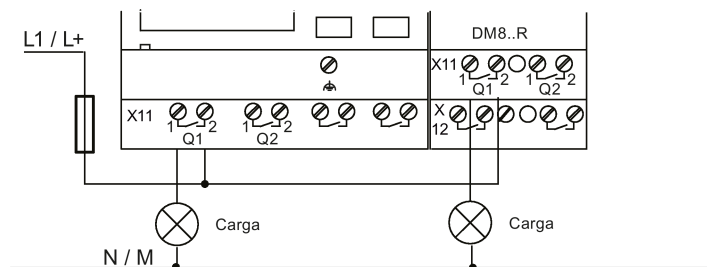 L1 / L+
DM8..R
X11
1 2 1 2
Q1 Q2
X11
1 2 1 2
Q1 Q2
X
12
Carga
Carga
N / M